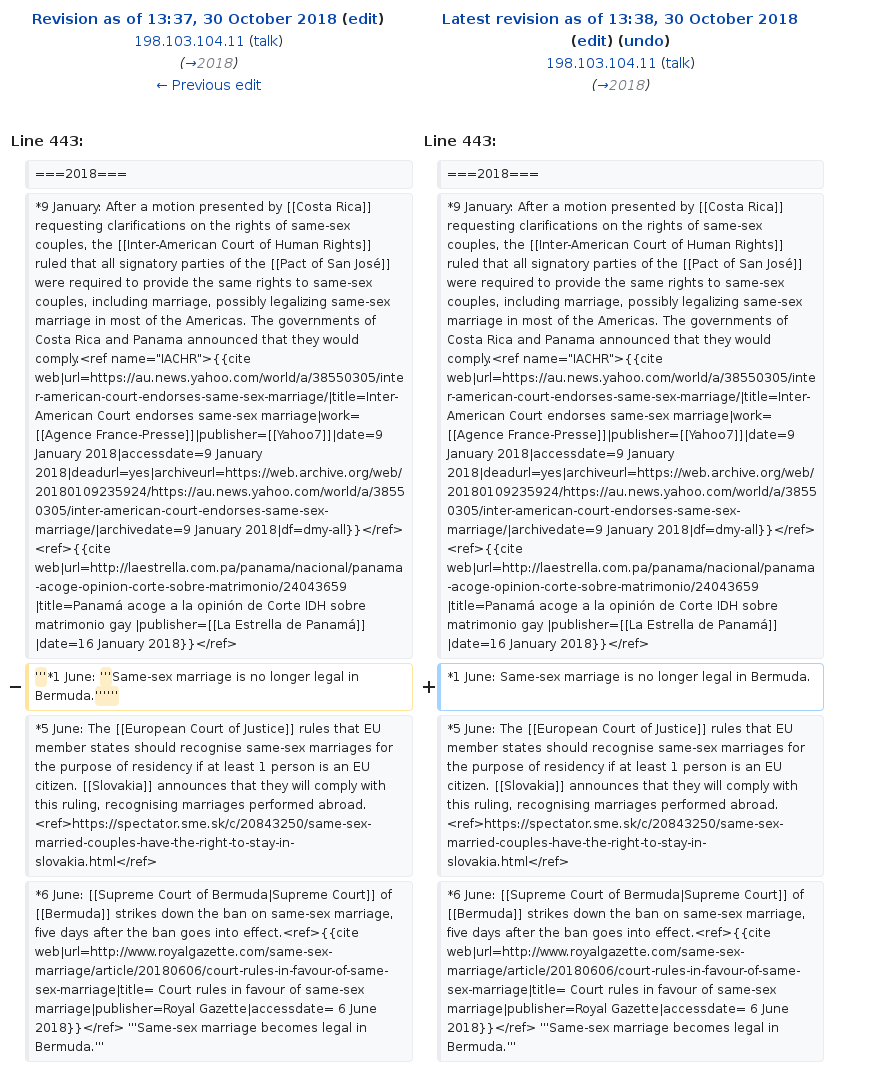 Revision as of 13:37, 30 October 2018 (edit)
198.103.104.11 (talk)
(→2018)
← Previous edit
Latest revision as of 13:38, 30 October 2018
(edit) (undo)
198.103.104.11 (talk)
(→2018)
Line 443:
Line 443:
===2018===
===2018===
*9 January: After a motion presented by [[Costa Rica]]
requesting clarifications on the rights of same-sex
couples, the [[Inter-American Court of Human Rights]]
ruled that all signatory parties of the [[Pact of San José]]
were required to provide the same rights to same-sex
couples, including marriage, possibly legalizing same-sex
marriage in most of the Americas. The governments of
Costa Rica and Panama announced that they would
comply.<ref name="IACHR">{{cite
web|url=https://au.news.yahoo.com/world/a/38550305/inte
r-american-court-endorses-same-sex-marriage/|title=Inter-
American Court endorses same-sex marriage|work=
[[Agence France-Presse]]|publisher=[[Yahoo7]]|date=9
January 2018|accessdate=9 January
2018|deadurl=yes|archiveurl=https://web.archive.org/web/
20180109235924/https://au.news.yahoo.com/world/a/3855
0305/inter-american-court-endorses-same-sex-
marriage/|archivedate=9 January 2018|df=dmy-all}}</ref>
<ref>{{cite
web|url=http://laestrella.com.pa/panama/nacional/panama
-acoge-opinion-corte-sobre-matrimonio/24043659
|title=Panamá acoge a la opinión de Corte IDH sobre
matrimonio gay |publisher=[[La Estrella de Panamá]]
|date=16 January 2018}}</ref>
*9 January: After a motion presented by [[Costa Rica]]
requesting clarifications on the rights of same-sex
couples, the [[Inter-American Court of Human Rights]]
ruled that all signatory parties of the [[Pact of San José]]
were required to provide the same rights to same-sex
couples, including marriage, possibly legalizing same-sex
marriage in most of the Americas. The governments of
Costa Rica and Panama announced that they would
comply.<ref name="IACHR">{{cite
web|url=https://au.news.yahoo.com/world/a/38550305/inte
r-american-court-endorses-same-sex-marriage/|title=Inter-
American Court endorses same-sex marriage|work=
[[Agence France-Presse]]|publisher=[[Yahoo7]]|date=9
January 2018|accessdate=9 January
2018|deadurl=yes|archiveurl=https://web.archive.org/web/
20180109235924/https://au.news.yahoo.com/world/a/3855
0305/inter-american-court-endorses-same-sex-
marriage/|archivedate=9 January 2018|df=dmy-all}}</ref>
<ref>{{cite
web|url=http://laestrella.com.pa/panama/nacional/panama
-acoge-opinion-corte-sobre-matrimonio/24043659
|title=Panamá acoge a la opinión de Corte IDH sobre
matrimonio gay |publisher=[[La Estrella de Panamá]]
|date=16 January 2018}}</ref>
− '''*1 June: '''Same-sex marriage is no longer legal in
Bermuda.''''''
+ *1 June: Same-sex marriage is no longer legal in Bermuda.
*5 June: The [[European Court of Justice]] rules that EU
member states should recognise same-sex marriages for
the purpose of residency if at least 1 person is an EU
citizen. [[Slovakia]] announces that they will comply with
this ruling, recognising marriages performed abroad.
<ref>https://spectator.sme.sk/c/20843250/same-sex-
married-couples-have-the-right-to-stay-in-
slovakia.html</ref>
*5 June: The [[European Court of Justice]] rules that EU
member states should recognise same-sex marriages for
the purpose of residency if at least 1 person is an EU
citizen. [[Slovakia]] announces that they will comply with
this ruling, recognising marriages performed abroad.
<ref>https://spectator.sme.sk/c/20843250/same-sex-
married-couples-have-the-right-to-stay-in-
slovakia.html</ref>
*6 June: [[Supreme Court of Bermuda|Supreme Court]] of
[[Bermuda]] strikes down the ban on same-sex marriage,
five days after the ban goes into effect.<ref>{{cite
web|url=http://www.royalgazette.com/same-sex-
marriage/article/20180606/court-rules-in-favour-of-same-
sex-marriage|title= Court rules in favour of same-sex
marriage|publisher=Royal Gazette|accessdate= 6 June
2018}}</ref> '''Same-sex marriage becomes legal in
Bermuda.'''
*6 June: [[Supreme Court of Bermuda|Supreme Court]] of
[[Bermuda]] strikes down the ban on same-sex marriage,
five days after the ban goes into effect.<ref>{{cite
web|url=http://www.royalgazette.com/same-sex-
marriage/article/20180606/court-rules-in-favour-of-same-
sex-marriage|title= Court rules in favour of same-sex
marriage|publisher=Royal Gazette|accessdate= 6 June
2018}}</ref> '''Same-sex marriage becomes legal in
Bermuda.'''